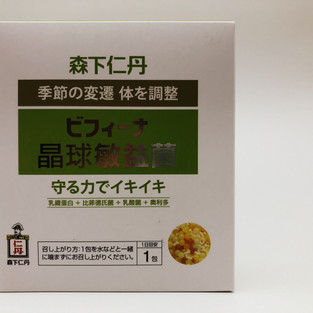 森下仁丹
季節の変遷 体を調整
ビフィーナ
晶球敏益菌
守る力でイキイキ
乳鐵蛋白 + 比菲德氏菌 + 乳酸菌 + 奧利多
仁丹
森下仁丹
召し上がり方:1包を水などと一緒
に噛まずにお召し上がりください。
1日目安
1包